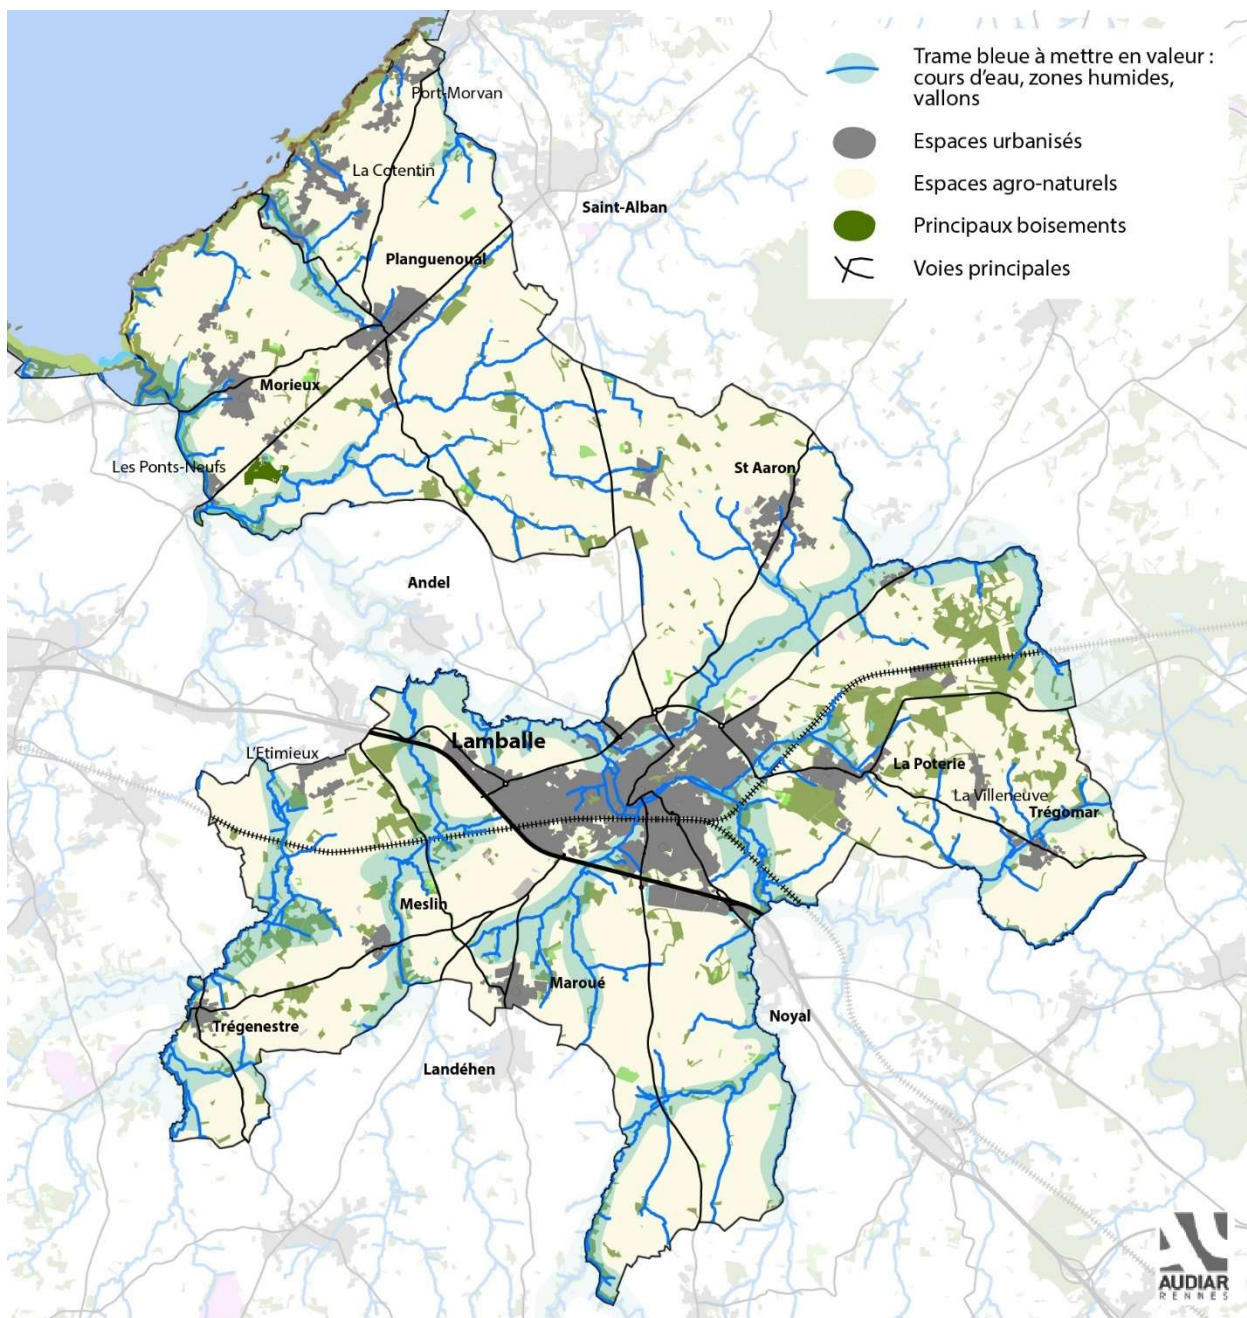 Trame bleue à mettre en valeur :
cours d'eau, zones humides,
vallons
Espaces urbanisés
Espaces agro-naturels
Principaux boisements
Voies principales
Port-Morvan
La Cotentin
Saint-Alban
Planguenoual
Morieux
Les Ponts-Neufs
St Aaron
Andel
Lamballe
L'Etimieux
La Poterie
La Villeneuve
Trégomar
Meslin
Maroué
Noyal
Trégenestre
Landéhen
AUDIAR
RENNES